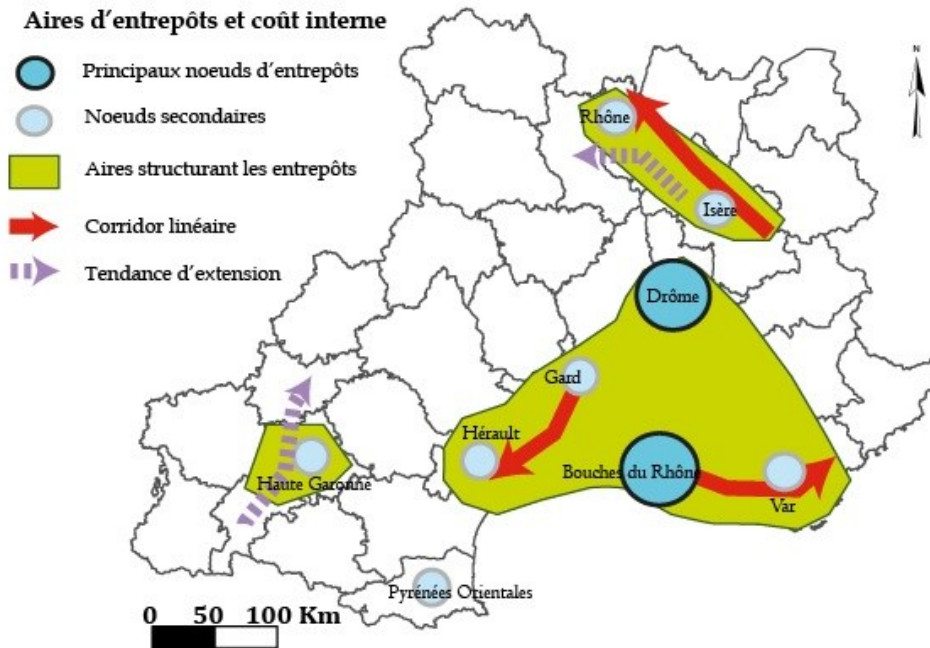 Aires d'entrepôts et coût interne
Principaux noeuds d'entrepôts
Noeuds secondaires
Aires structurant les entrepôts
Corridor linéaire
Tendance d'extension
N
Rhône
Isère
Drôme
Gard
Hérault
Bouches du Rhône
Haute Garonne
Var
Pyrénées Orientales
0 50 100 Km